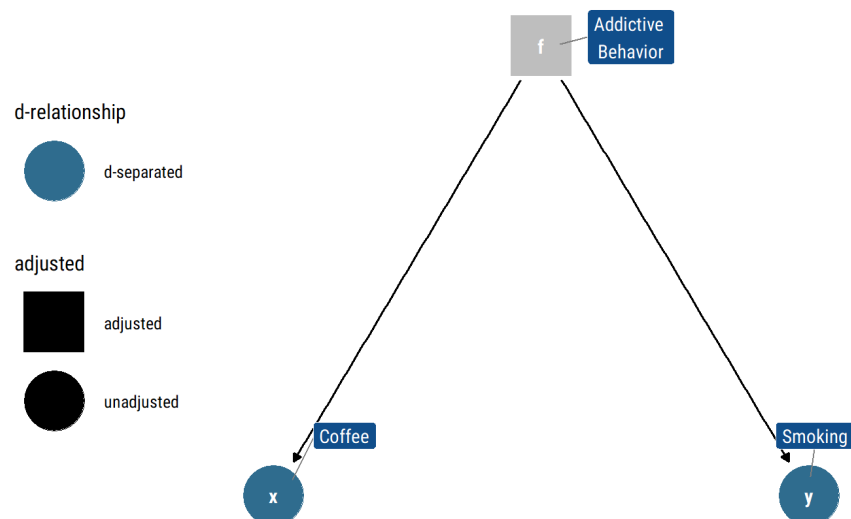 f
Addictive
Behavior
d-relationship
d-separated
adjusted
adjusted
unadjusted
Coffee
Smoking
x
y